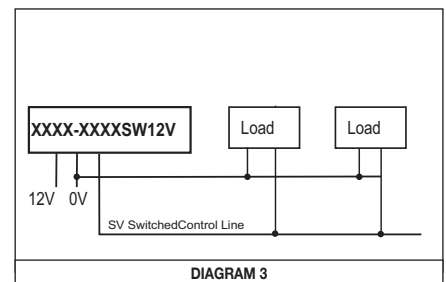 XXXX-XXXXSW12V
Load
Load
12V
0V
SV SwitchedControl Line
DIAGRAM 3